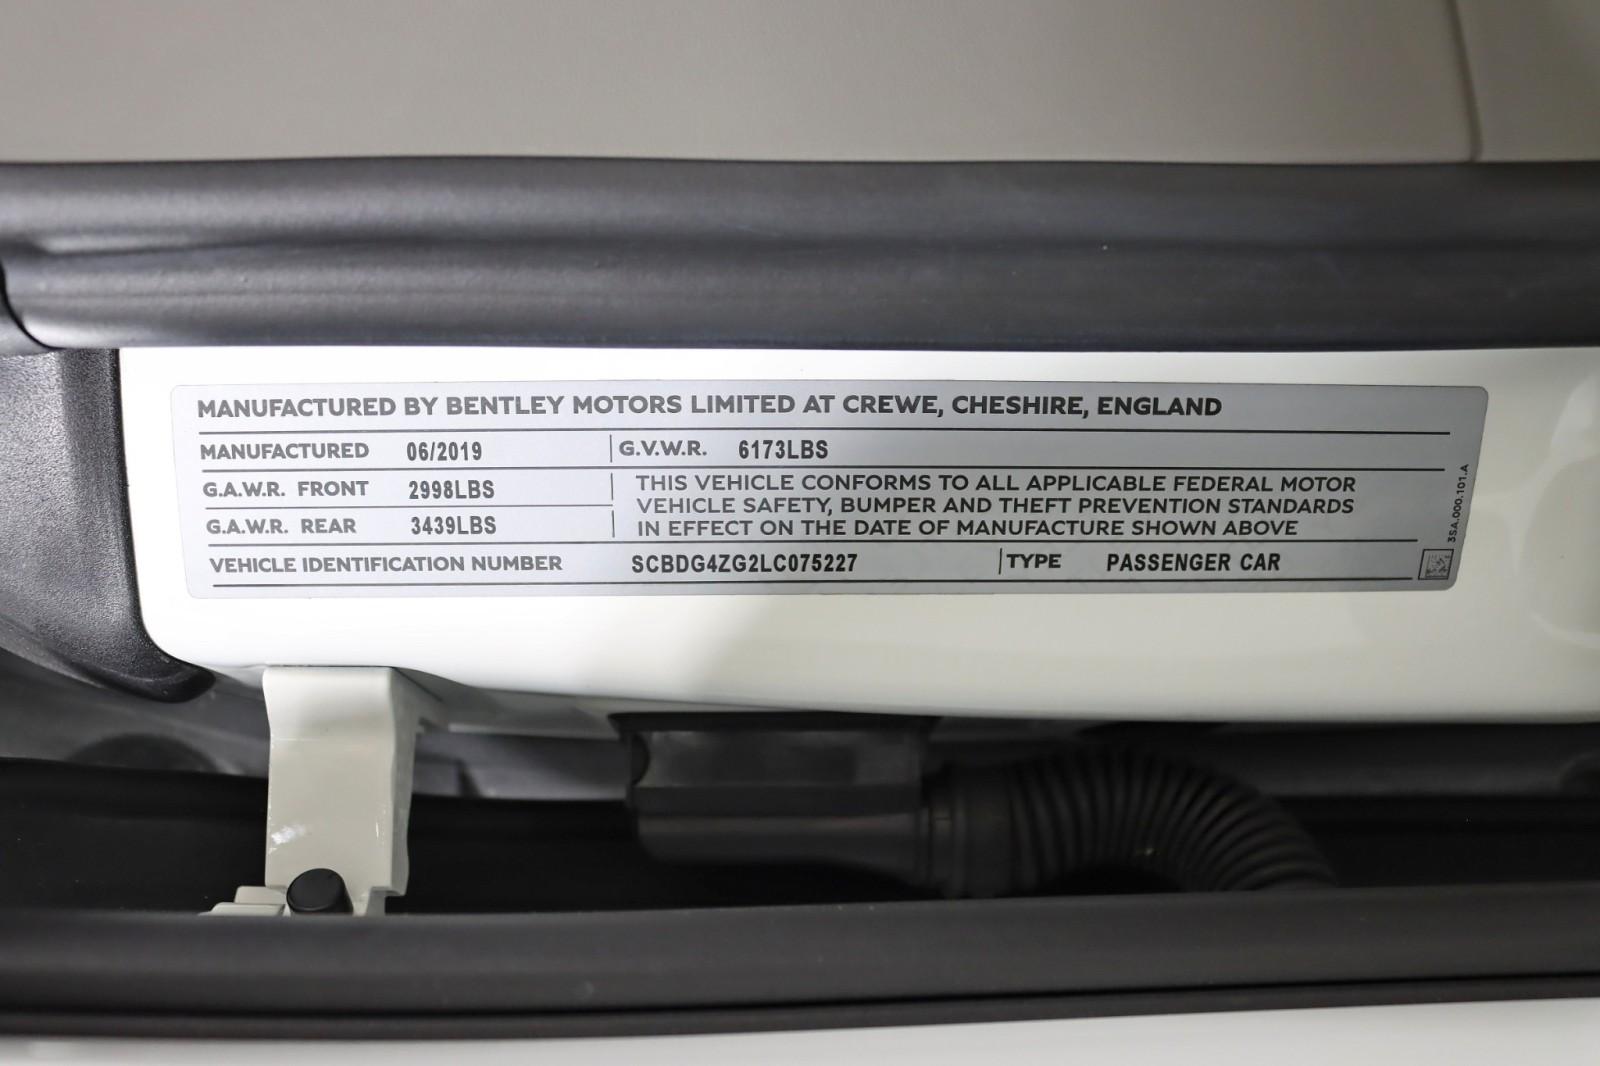 MANUFACTURED BY BENTLEY MOTORS LIMITED AT CREWE, CHESHIRE, ENGLAND
MANUFACTURED 06/2019 G.V.W.R. 6173LBS
G.A.W.R. FRONT 2998LBS
G.A.W.R. REAR 3439LBS
THIS VEHICLE CONFORMS TO ALL APPLICABLE FEDERAL MOTOR
VEHICLE SAFETY, BUMPER AND THEFT PREVENTION STANDARDS
IN EFFECT ON THE DATE OF MANUFACTURE SHOWN ABOVE
VEHICLE IDENTIFICATION NUMBER SCBDG4ZG2LC075227 TYPE PASSENGER CAR
3SA.000.101.A